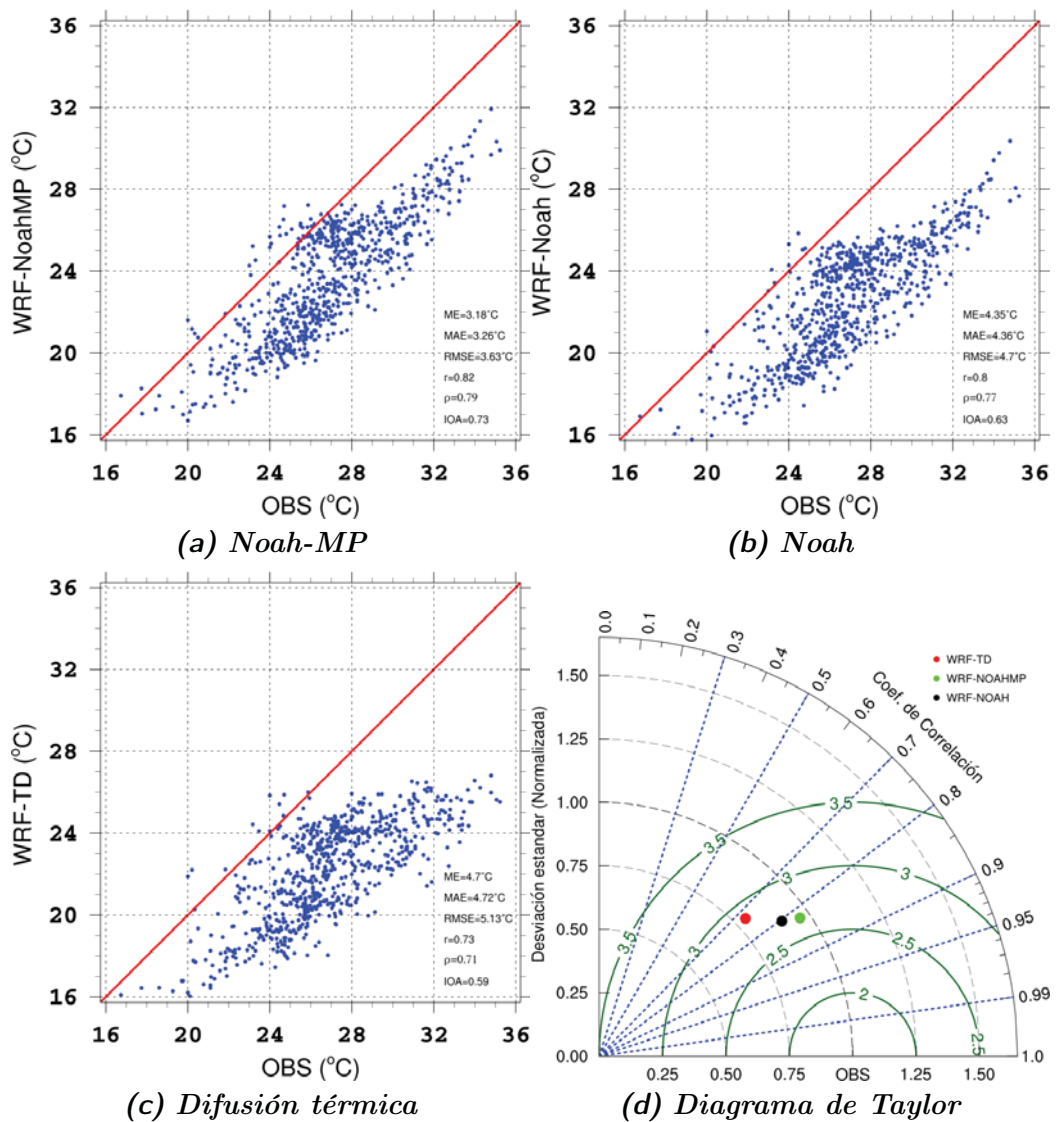 36
32
28
24
20
16
WRF-NoahMP (°C)
ME=3.18°C
MAE=3.26°C
RMSE=3.63°C
r=0.82
ρ=0.79
IOA=0.73
16 20 24 28 32 36
OBS (°C)
(a) Noah-MP
36
32
28
24
20
16
WRF-Noah (°C)
ME=4.35°C
MAE=4.36°C
RMSE=4.7°C
r=0.8
ρ=0.77
IOA=0.63
16 20 24 28 32 36
OBS (°C)
(b) Noah
36
32
28
24
20
16
WRF-TD (°C)
ME=4.7°C
MAE=4.72°C
RMSE=5.13°C
r=0.73
ρ=0.71
IOA=0.59
16 20 24 28 32 36
OBS (°C)
(c) Difusión térmica
WRF-TD
WRF-NOAHMP
WRF-NOAH
Coef. de Correlación
0.0 0.1 0.2 0.3 0.4 0.5 0.6 0.7 0.8 0.9 0.95 0.99 1.0
Desviación estandar (Normalizada)
1.50
1.25
1.00
0.75
0.50
0.25
0.00
3.5 3.5 3.5
3 3
2.5 2.5 2.5
2
0.25 0.50 0.75 OBS 1.25 1.50
(d) Diagrama de Taylor